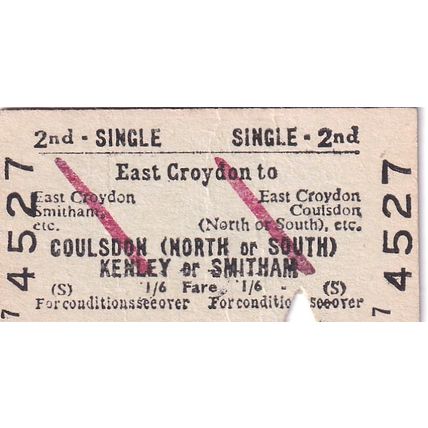 2nd - SINGLE SINGLE - 2nd
East Croydon to
East Croydon East Croydon
Smitham, Coulsdon
etc. (North or South), etc.
COULSDON (NORTH or SOUTH)
KENLEY or SMITHAM
(S) 1/6 Fare 1/6 - (S)
For conditions see over For conditions see over
4527
7
4527
7